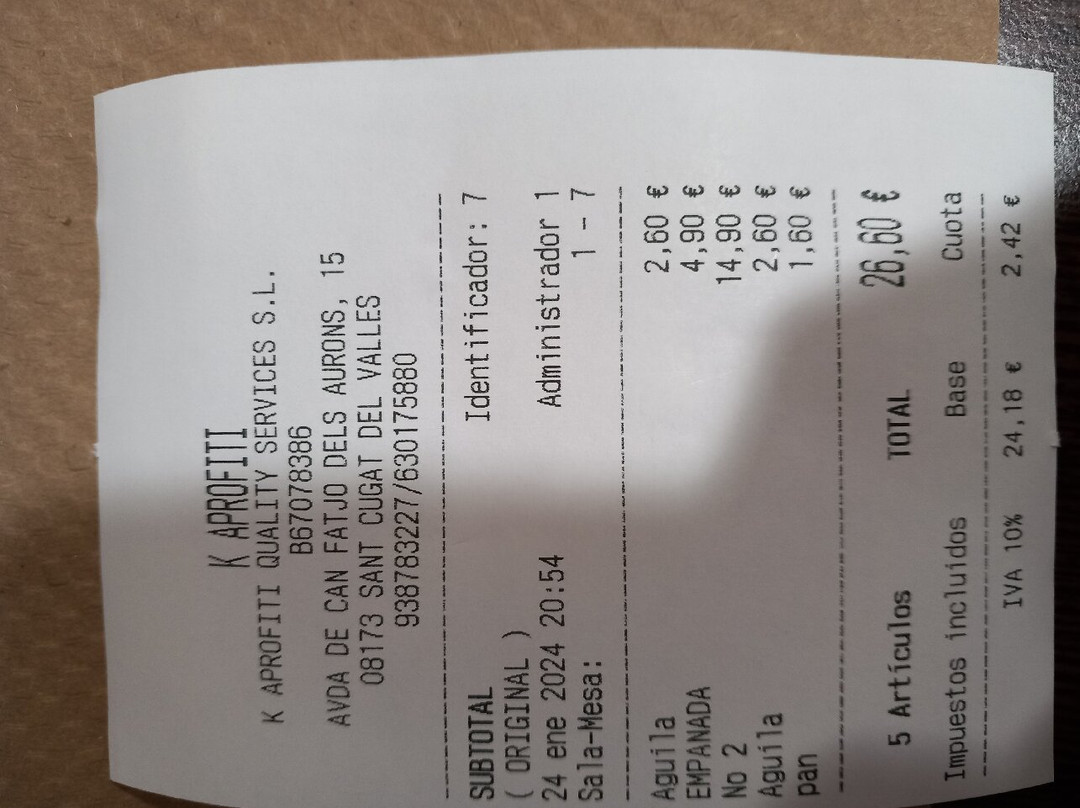 K APROFITI
K APROFITI QUALITY SERVICES S.L.
B67078386
AVDA DE CAN FATJO DELS AURONS, 15
08173 SANT CUGAT DEL VALLES
938783227/630175880
SUBTOTAL Identificador: 7
( ORIGINAL )
24 ene 2024 20:54 Administrador 1
Sala-Mesa: 1 - 7
Aguila 2,60 €
EMPANADA 4,90 €
No 2 14,90 €
Aguila 2,60 €
pan 1,60 €
5 Artículos TOTAL 26,60 €
Impuestos incluidos Base Cuota
IVA 10% 24,18 € 2,42 €